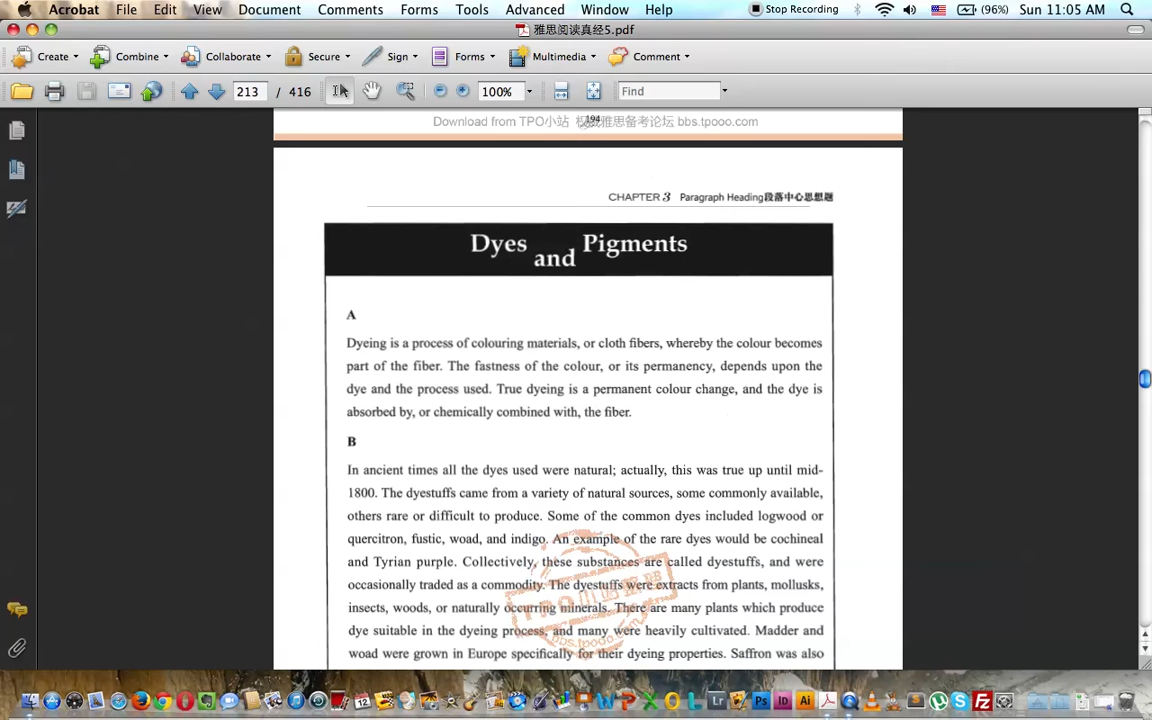 Acrobat File Edit View Document Comments Forms Tools Advanced Window Help Stop Recording (96%) Sun 11:05 AM
雅思阅读真经5.pdf
Create Combine Collaborate Secure Sign Forms Multimedia Comment
213 / 416 100% Find
194
Download from TPO小站 权威雅思备考论坛 bbs.tpooo.com
CHAPTER 3 Paragraph Heading段落中心思想题
Dyes and Pigments
A
Dyeing is a process of colouring materials, or cloth fibers, whereby the colour becomes
part of the fiber. The fastness of the colour, or its permanency, depends upon the
dye and the process used. True dyeing is a permanent colour change, and the dye is
absorbed by, or chemically combined with, the fiber.
B
In ancient times all the dyes used were natural; actually, this was true up until mid-
1800. The dyestuffs came from a variety of natural sources, some commonly available,
others rare or difficult to produce. Some of the common dyes included logwood or
quercitron, fustic, woad, and indigo. An example of the rare dyes would be cochineal
and Tyrian purple. Collectively, these substances are called dyestuffs, and were
occasionally traded as a commodity. The dyestuffs were extracts from plants, mollusks,
insects, woods, or naturally occurring minerals. There are many plants which produce
dye suitable in the dyeing process, and many were heavily cultivated. Madder and
woad were grown in Europe specifically for their dyeing properties. Saffron was also
TPO小站
bbs.tpooo.com